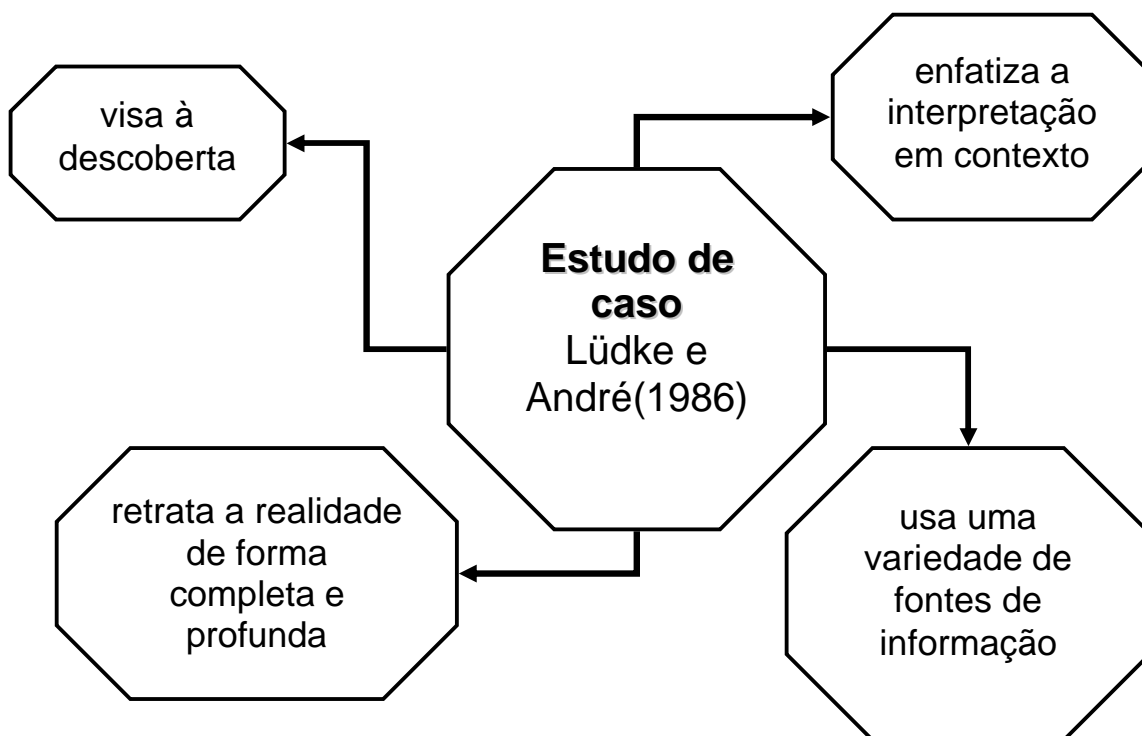 visa à
descoberta
enfatiza a
interpretação
em contexto
Estudo de
caso
Lüdke e
André(1986)
retrata a realidade
de forma
completa e
profunda
usa uma
variedade de
fontes de
informação